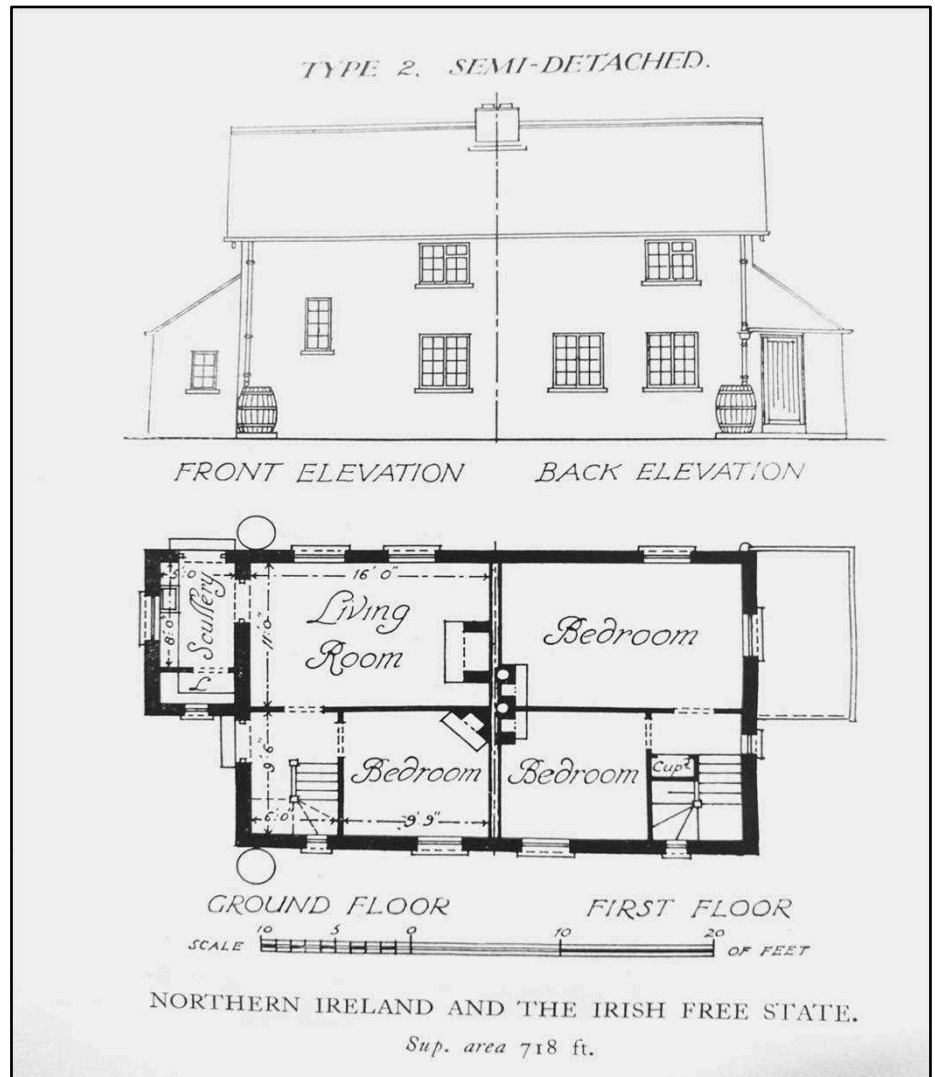 TYPE 2. SEMI-DETACHED.
FRONT ELEVATION
BACK ELEVATION
5'0"
Scullery
8'0"
L
16'0"
11'0"
Living
Room
Bedroom
9'6"
6'0"
Bedroom
9'9"
Bedroom
Cupd
GROUND FLOOR
FIRST FLOOR
SCALE 10 5 0 10 20 OF FEET
NORTHERN IRELAND AND THE IRISH FREE STATE.
Sup. area 718 ft.